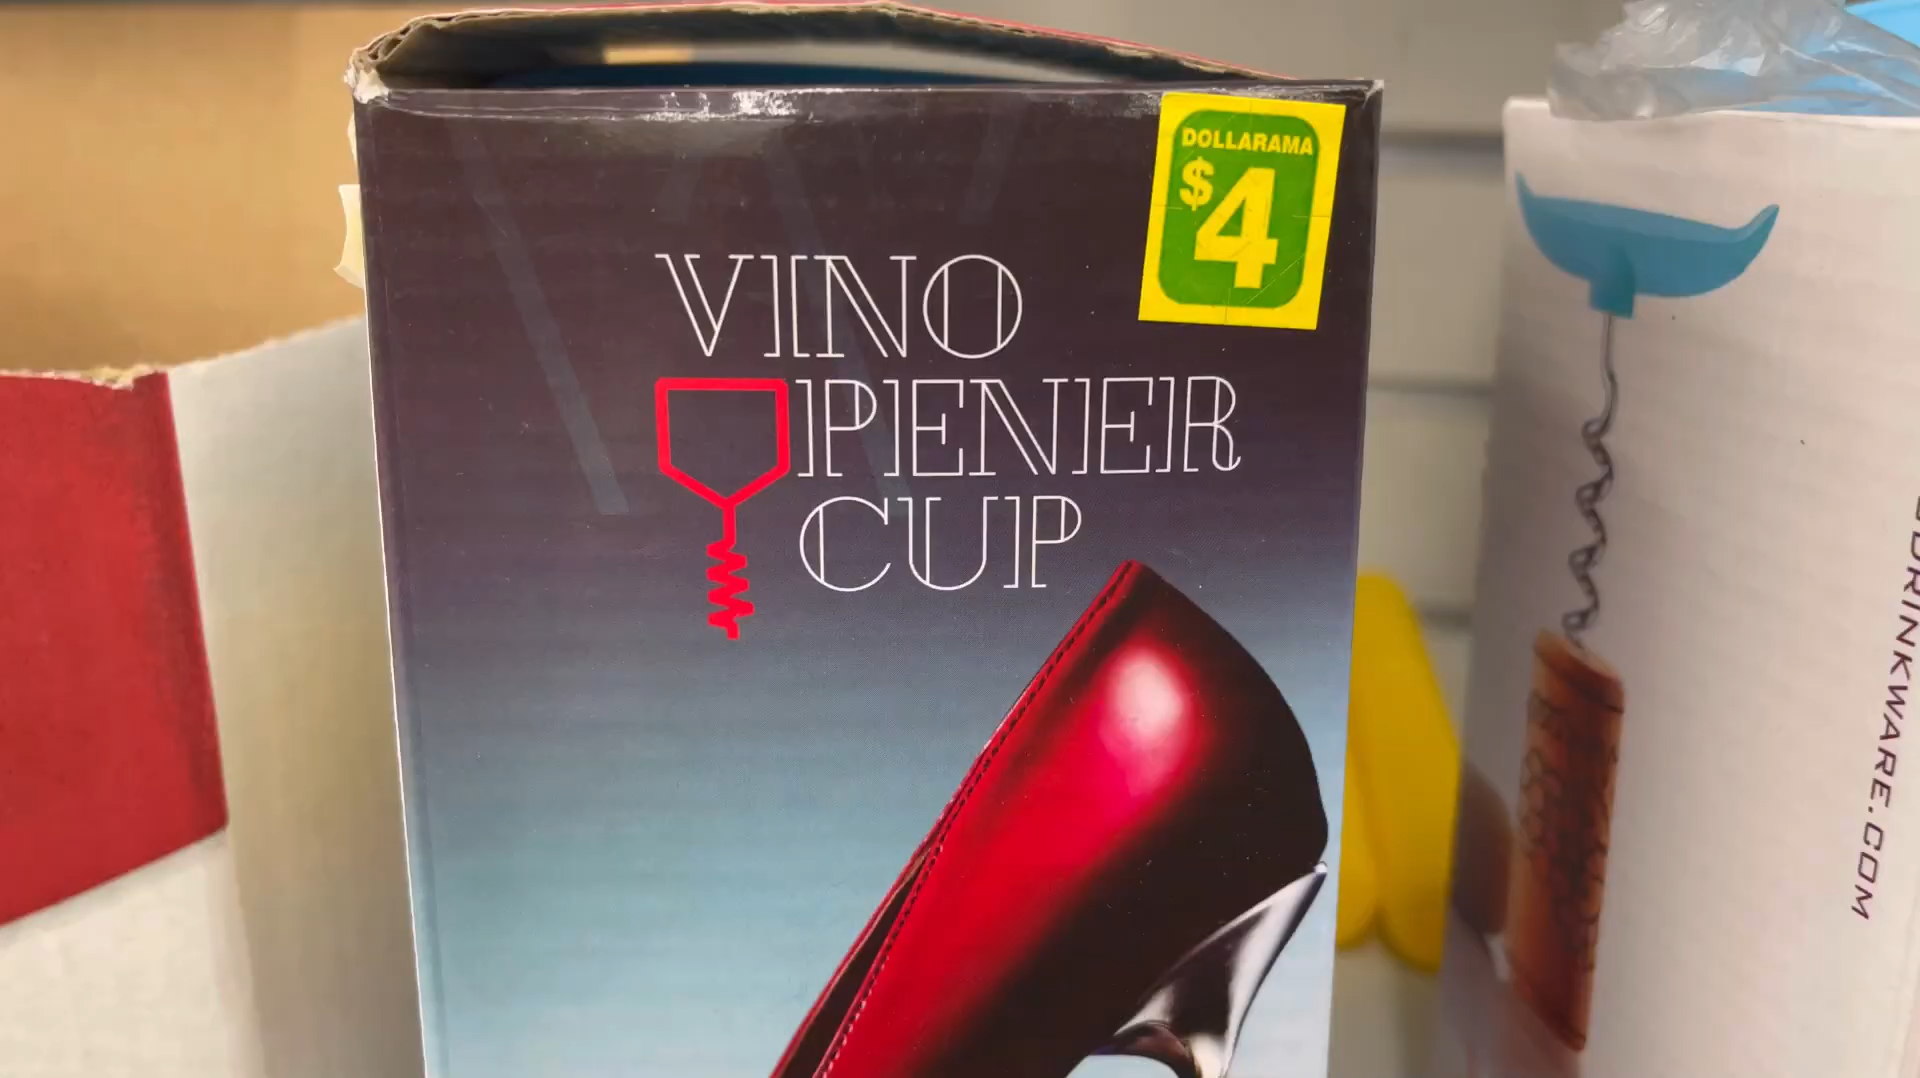 DOLLARAMA
$4
VINO
OPENER
CUP
DRINKWARE.COM